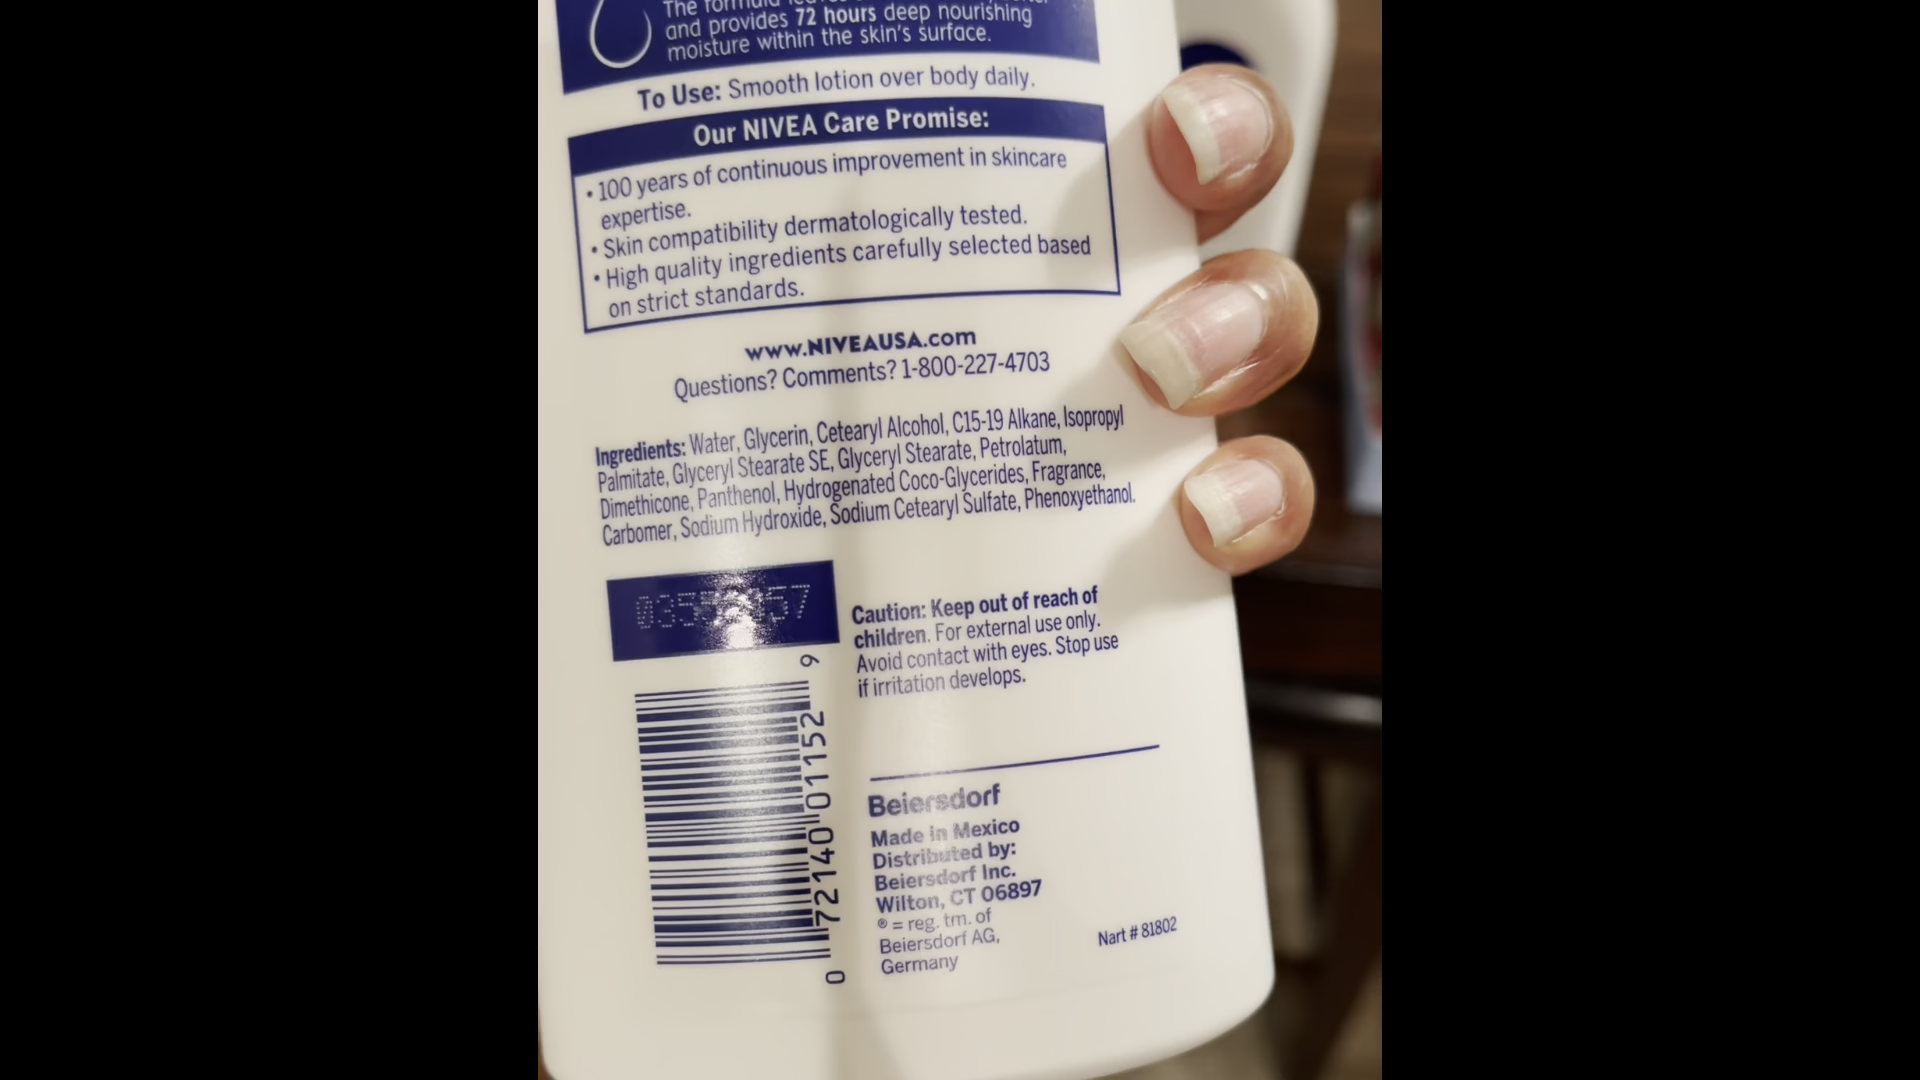 The formula
and provides 72 hours deep nourishing
moisture within the skin's surface.
To Use: Smooth lotion over body daily.
Our NIVEA Care Promise:
• 100 years of continuous improvement in skincare
expertise.
• Skin compatibility dermatologically tested.
• High quality ingredients carefully selected based
on strict standards.
www.NIVEAUSA.com
Questions? Comments? 1-800-227-4703
Ingredients: Water, Glycerin, Cetearyl Alcohol, C15-19 Alkane, Isopropyl
Palmitate, Glyceryl Stearate SE, Glyceryl Stearate, Petrolatum,
Dimethicone, Panthenol, Hydrogenated Coco-Glycerides, Fragrance,
Carbomer, Sodium Hydroxide, Sodium Cetearyl Sulfate, Phenoxyethanol.
Caution: Keep out of reach of
children. For external use only.
Avoid contact with eyes. Stop use
if irritation develops.
0 72140 01152 9
Beiersdorf
Made in Mexico
Distributed by:
Beiersdorf Inc.
Wilton, CT 06897
® = reg. tm. of
Beiersdorf AG,
Germany
Nart # 81802